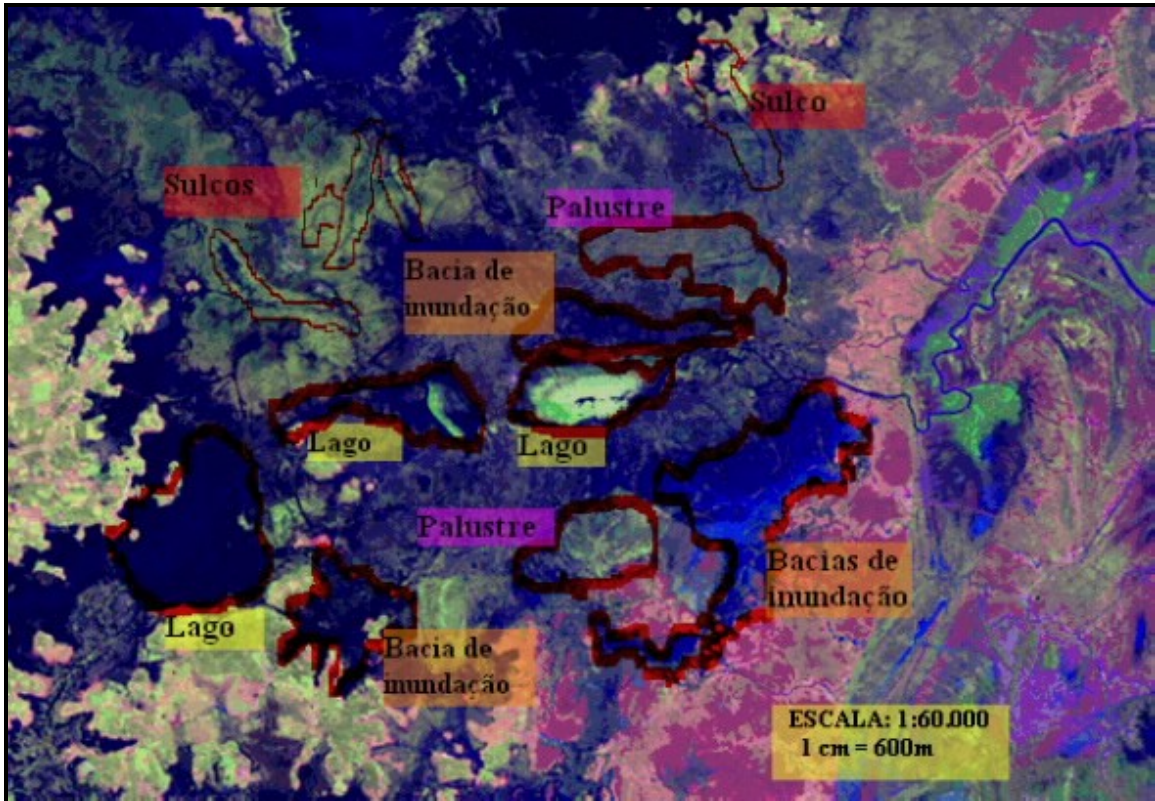 Sulco
Sulcos
Palustre
Bacia de
inundação
Lago
Lago
Palustre
Bacias de
inundação
Lago
Bacia de
inundação
ESCALA: 1:60.000
1 cm = 600m